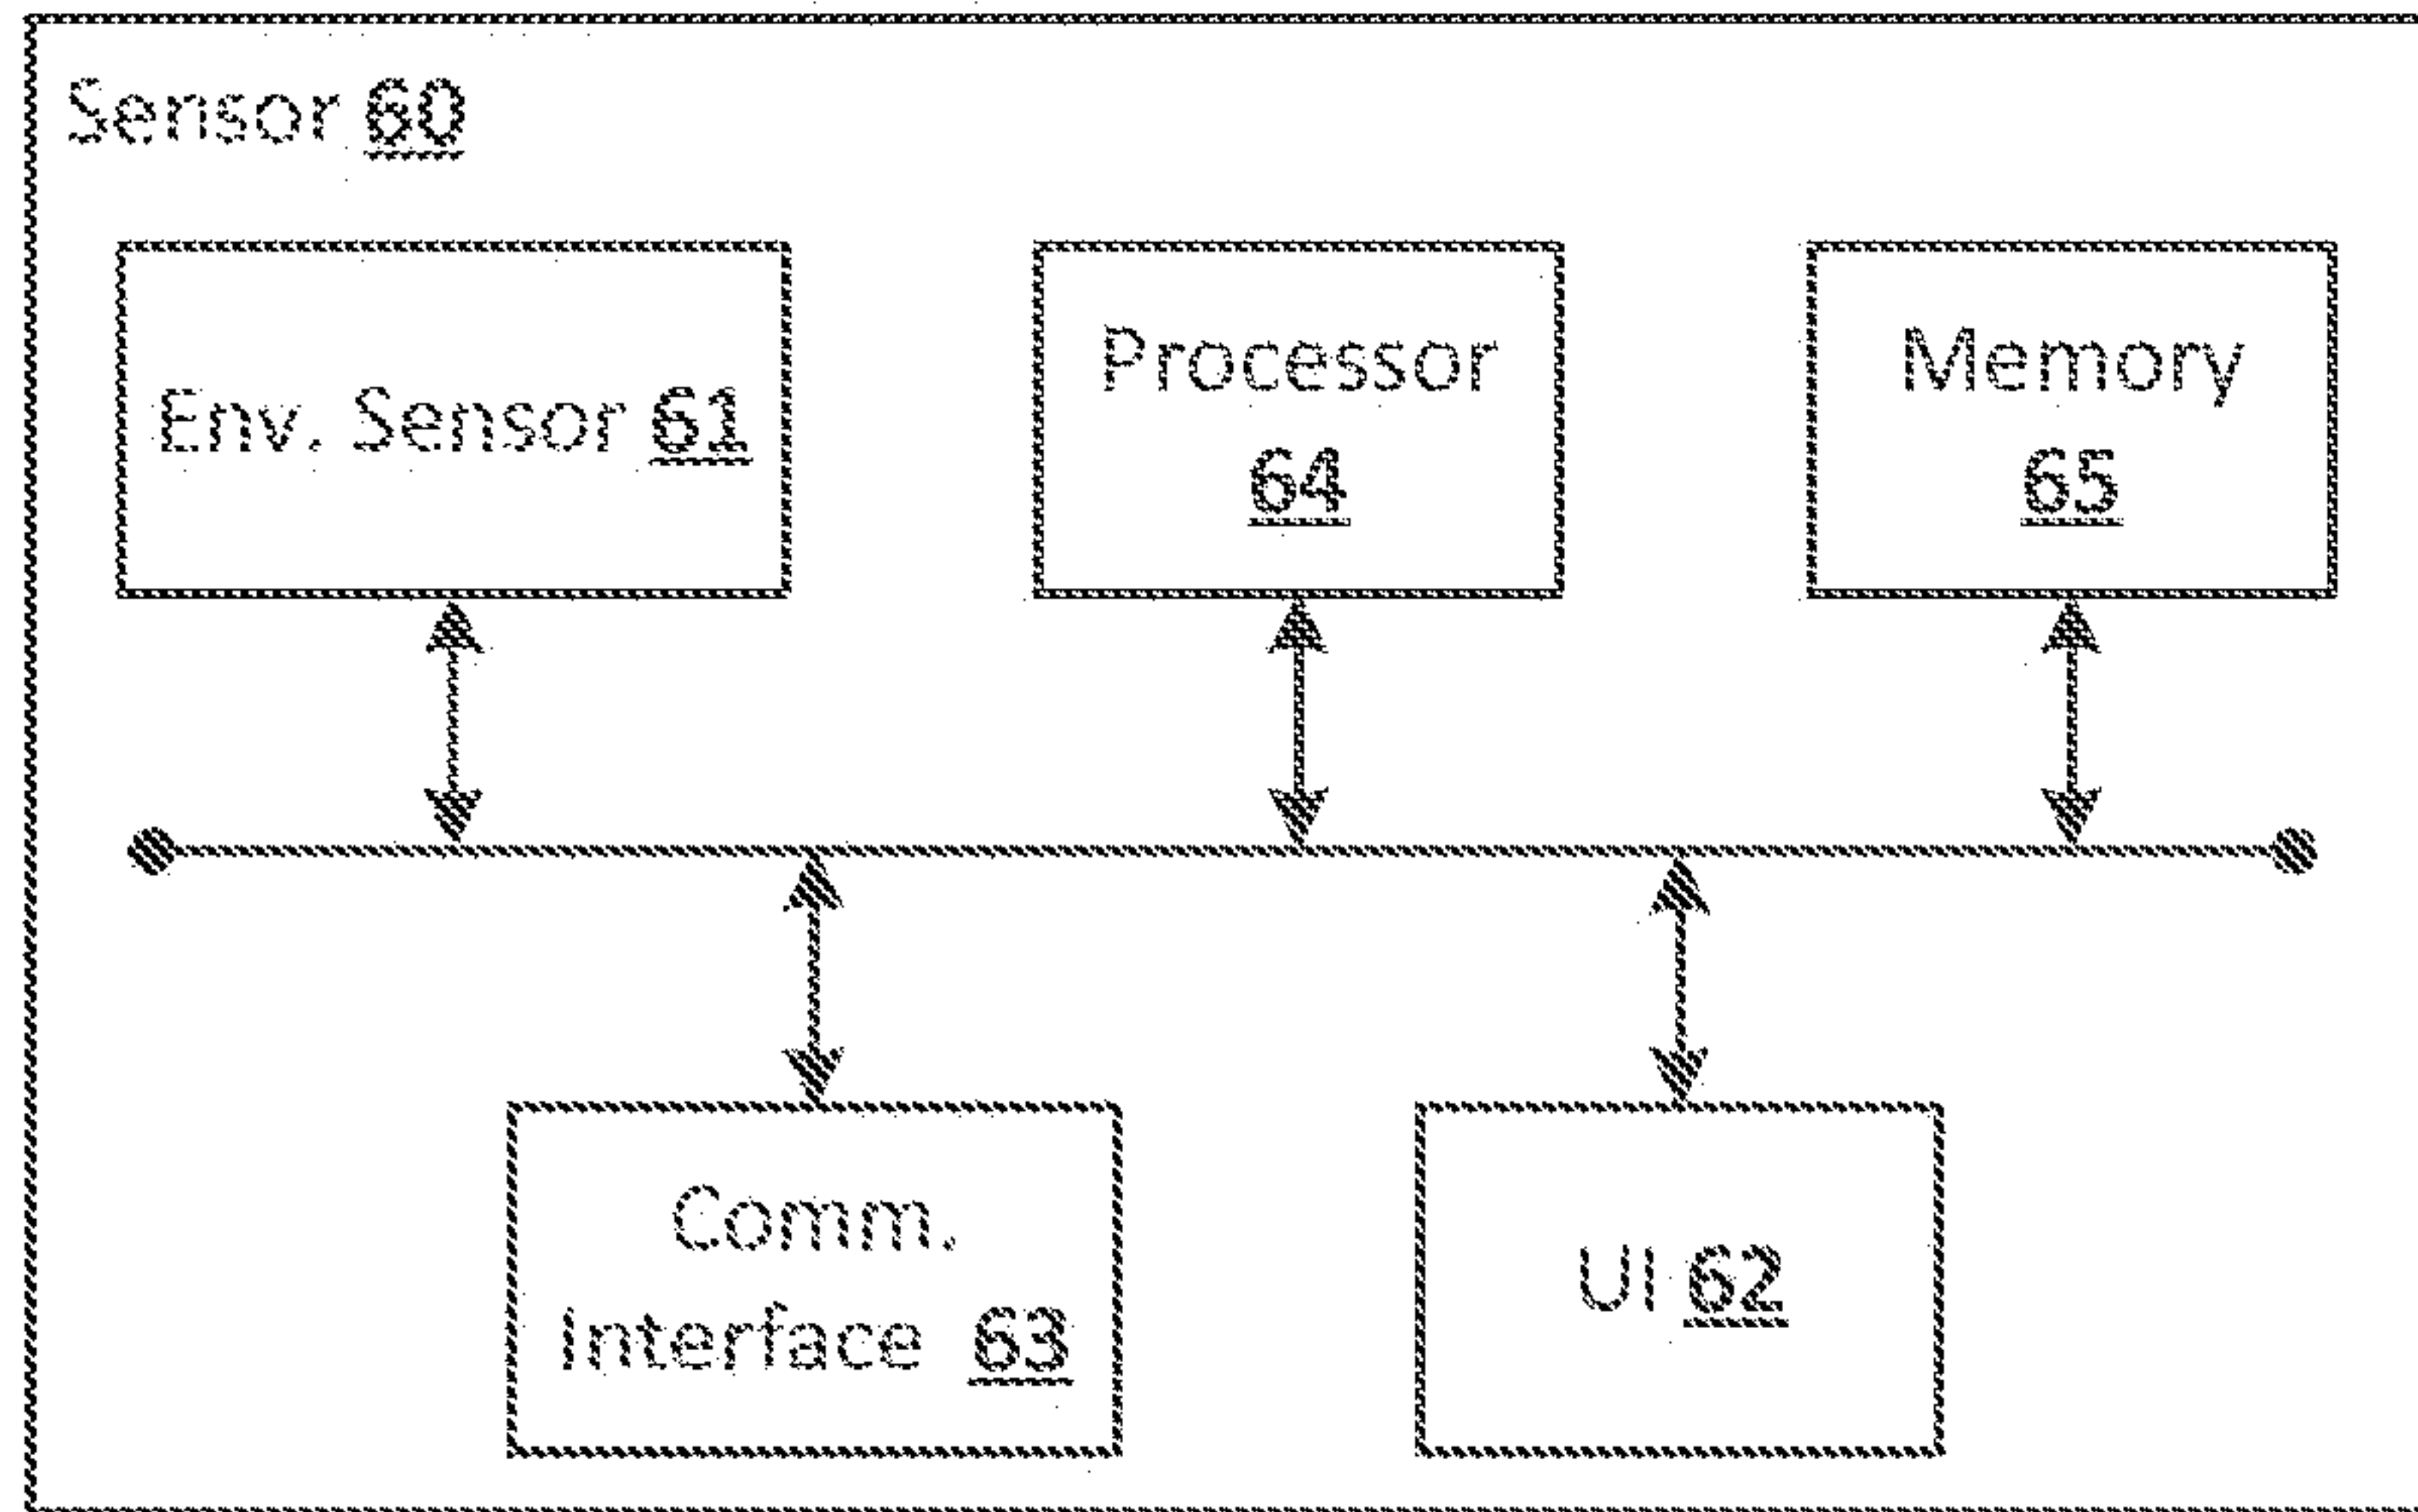 Sensor 60
Env. Sensor 61
Processor
64
Memory
65
Comm.
Interface 63
UI 62